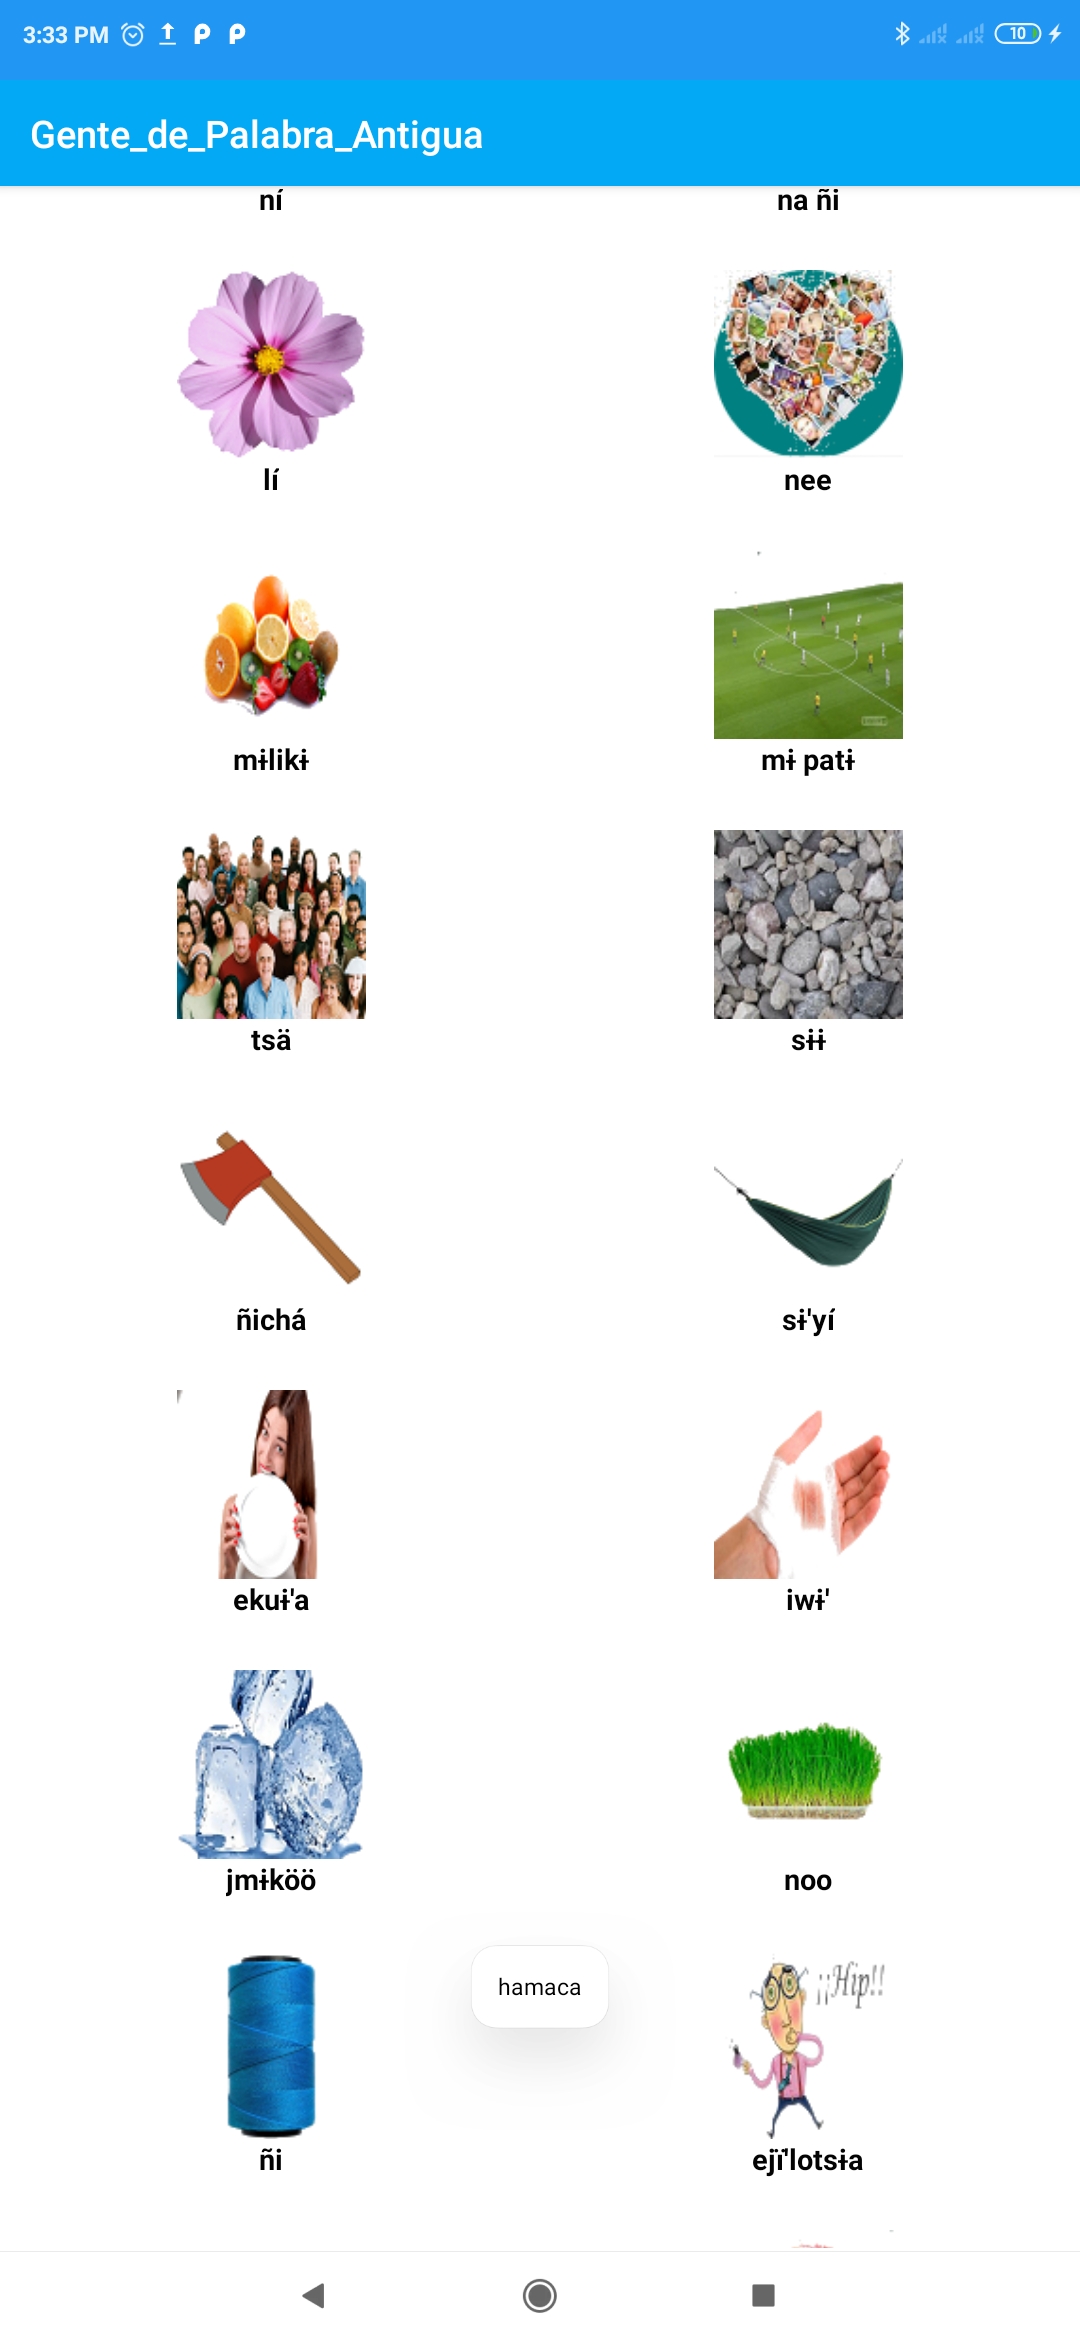 3:33 PM
10
Gente_de_Palabra_Antigua
ní
na ñi
lí
nee
mɨlikɨ
mɨ patɨ
tsä
sɨɨ
ñichá
sɨ'yí
ekuɨ'a
iwɨ'
jmɨköö
noo
hamaca
¡¡Hip!!
ñi
ejï'lotsɨa